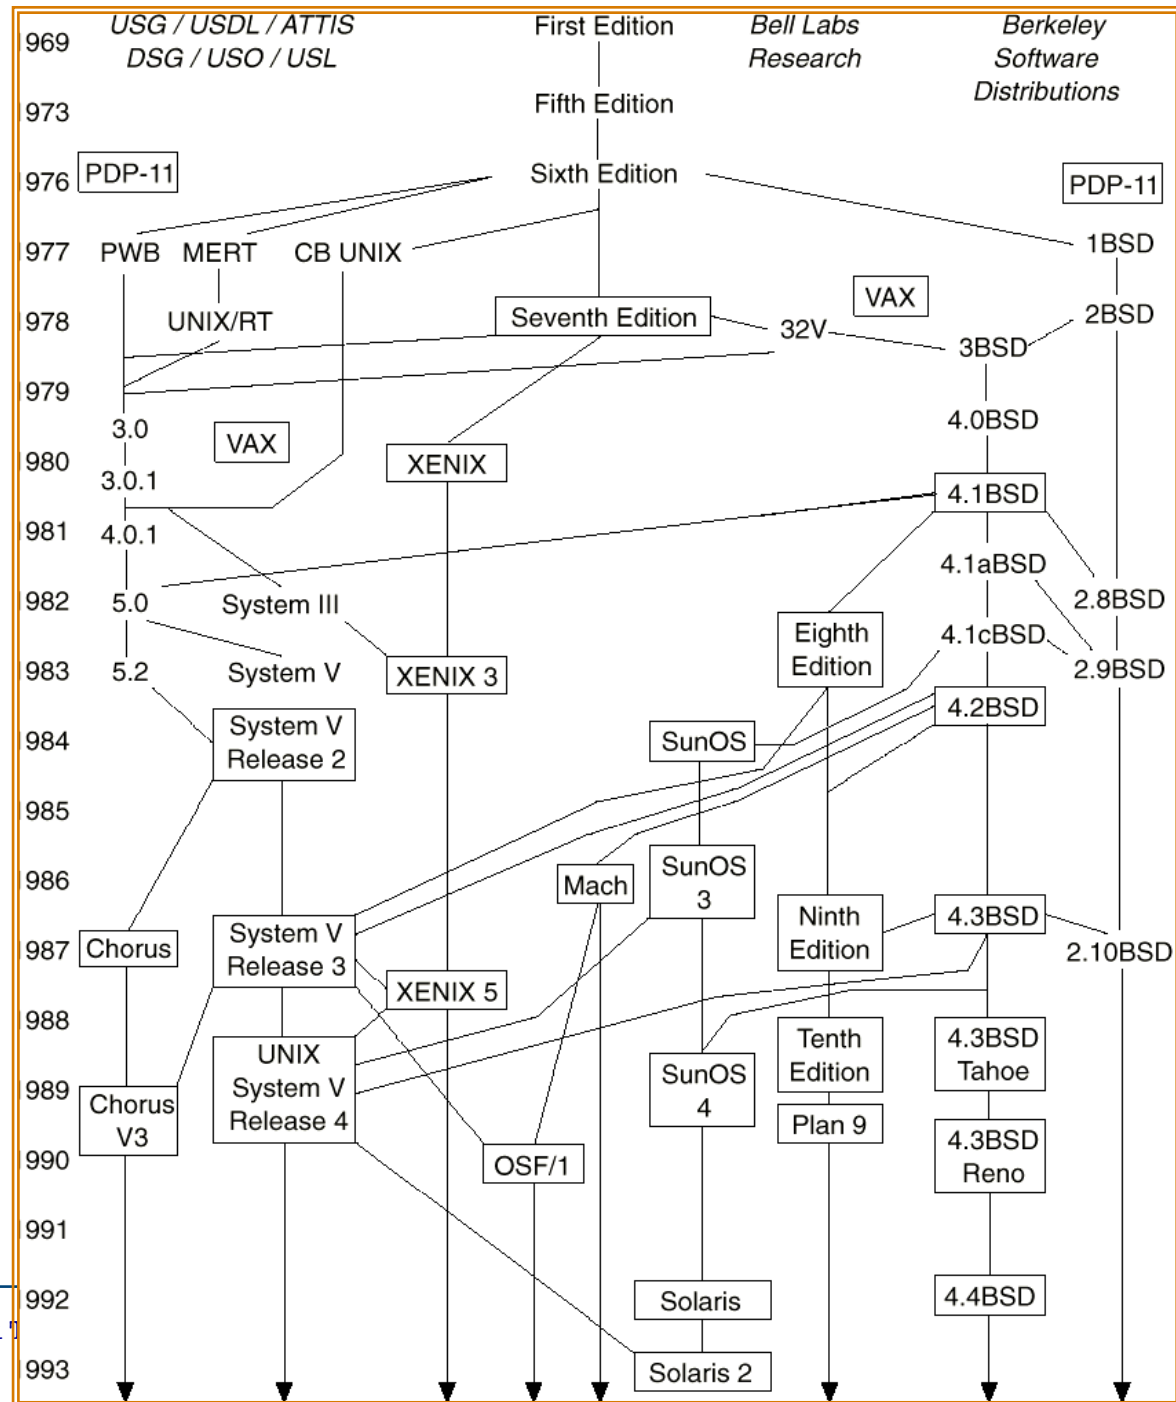 USG / USDL / ATTIS
DSG / USO / USL
First Edition
Bell Labs
Research
Berkeley
Software
Distributions
969
973
Fifth Edition
976
PDP-11
Sixth Edition
PDP-11
977
PWB
MERT
CB UNIX
1BSD
978
UNIX/RT
Seventh Edition
VAX
32V
2BSD
3BSD
979
3.0
VAX
4.0BSD
980
XENIX
3.0.1
4.1BSD
981
4.0.1
4.1aBSD
982
5.0
System III
2.8BSD
Eighth
Edition
4.1cBSD
983
5.2
System V
XENIX 3
2.9BSD
System V
Release 2
4.2BSD
984
SunOS
985
986
Mach
SunOS
3
Ninth
Edition
4.3BSD
987
Chorus
System V
Release 3
2.10BSD
XENIX 5
988
UNIX
System V
Release 4
Tenth
Edition
4.3BSD
Tahoe
989
Chorus
V3
SunOS
4
Plan 9
990
OSF/1
4.3BSD
Reno
991
992
Solaris
4.4BSD
993
Solaris 2